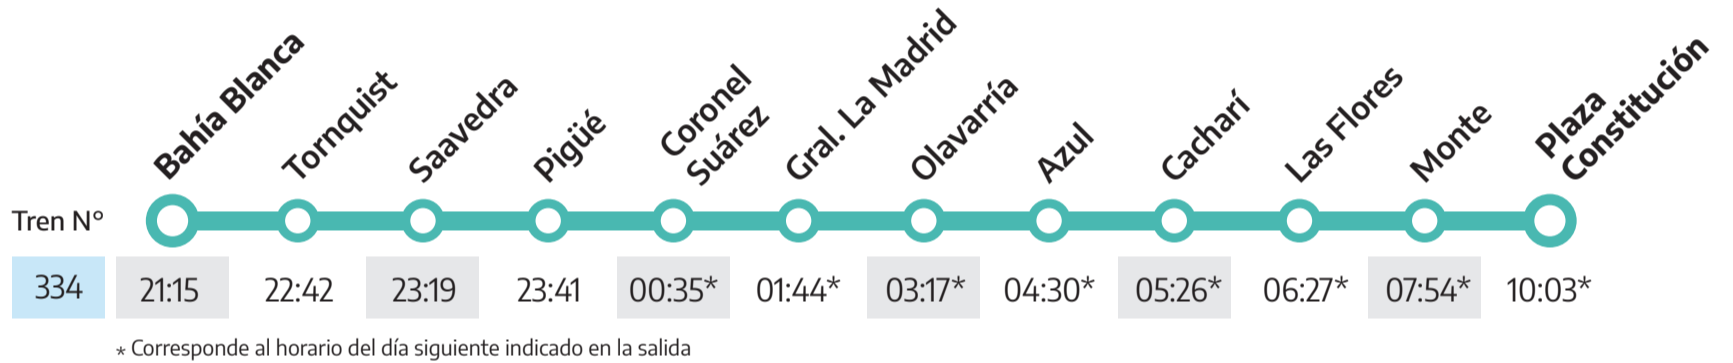 Bahía Blanca
Tornquist
Saavedra
Pigüé
Coronel
Suárez
Gral. La Madrid
Olavarría
Azul
Cacharí
Las Flores
Monte
Plaza
Constitución
Tren N°
334 21:15 22:42 23:19 23:41 00:35* 01:44* 03:17* 04:30* 05:26* 06:27* 07:54* 10:03*
* Corresponde al horario del día siguiente indicado en la salida